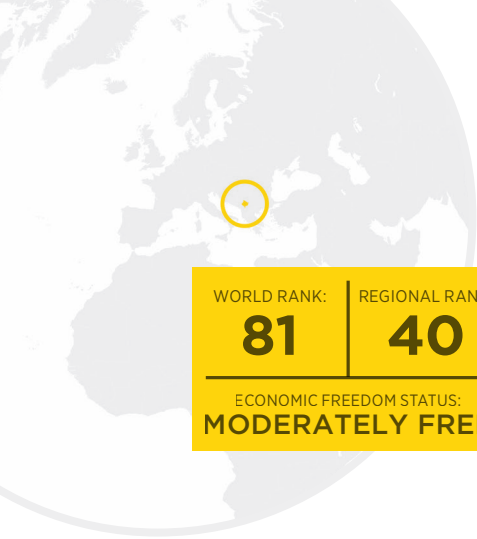 WORLD RANK:
81
REGIONAL RAN
40
ECONOMIC FREEDOM STATUS:
MODERATELY FRE